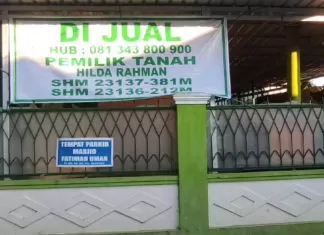 DI JUAL
HUB : 081 343 800 900
PEMILIK TANAH
HILDA RAHMAN
SHM 23137-381M
SHM 23136-212M
TEMPAT PARKIR
MASJID
FATIMAH UMAR